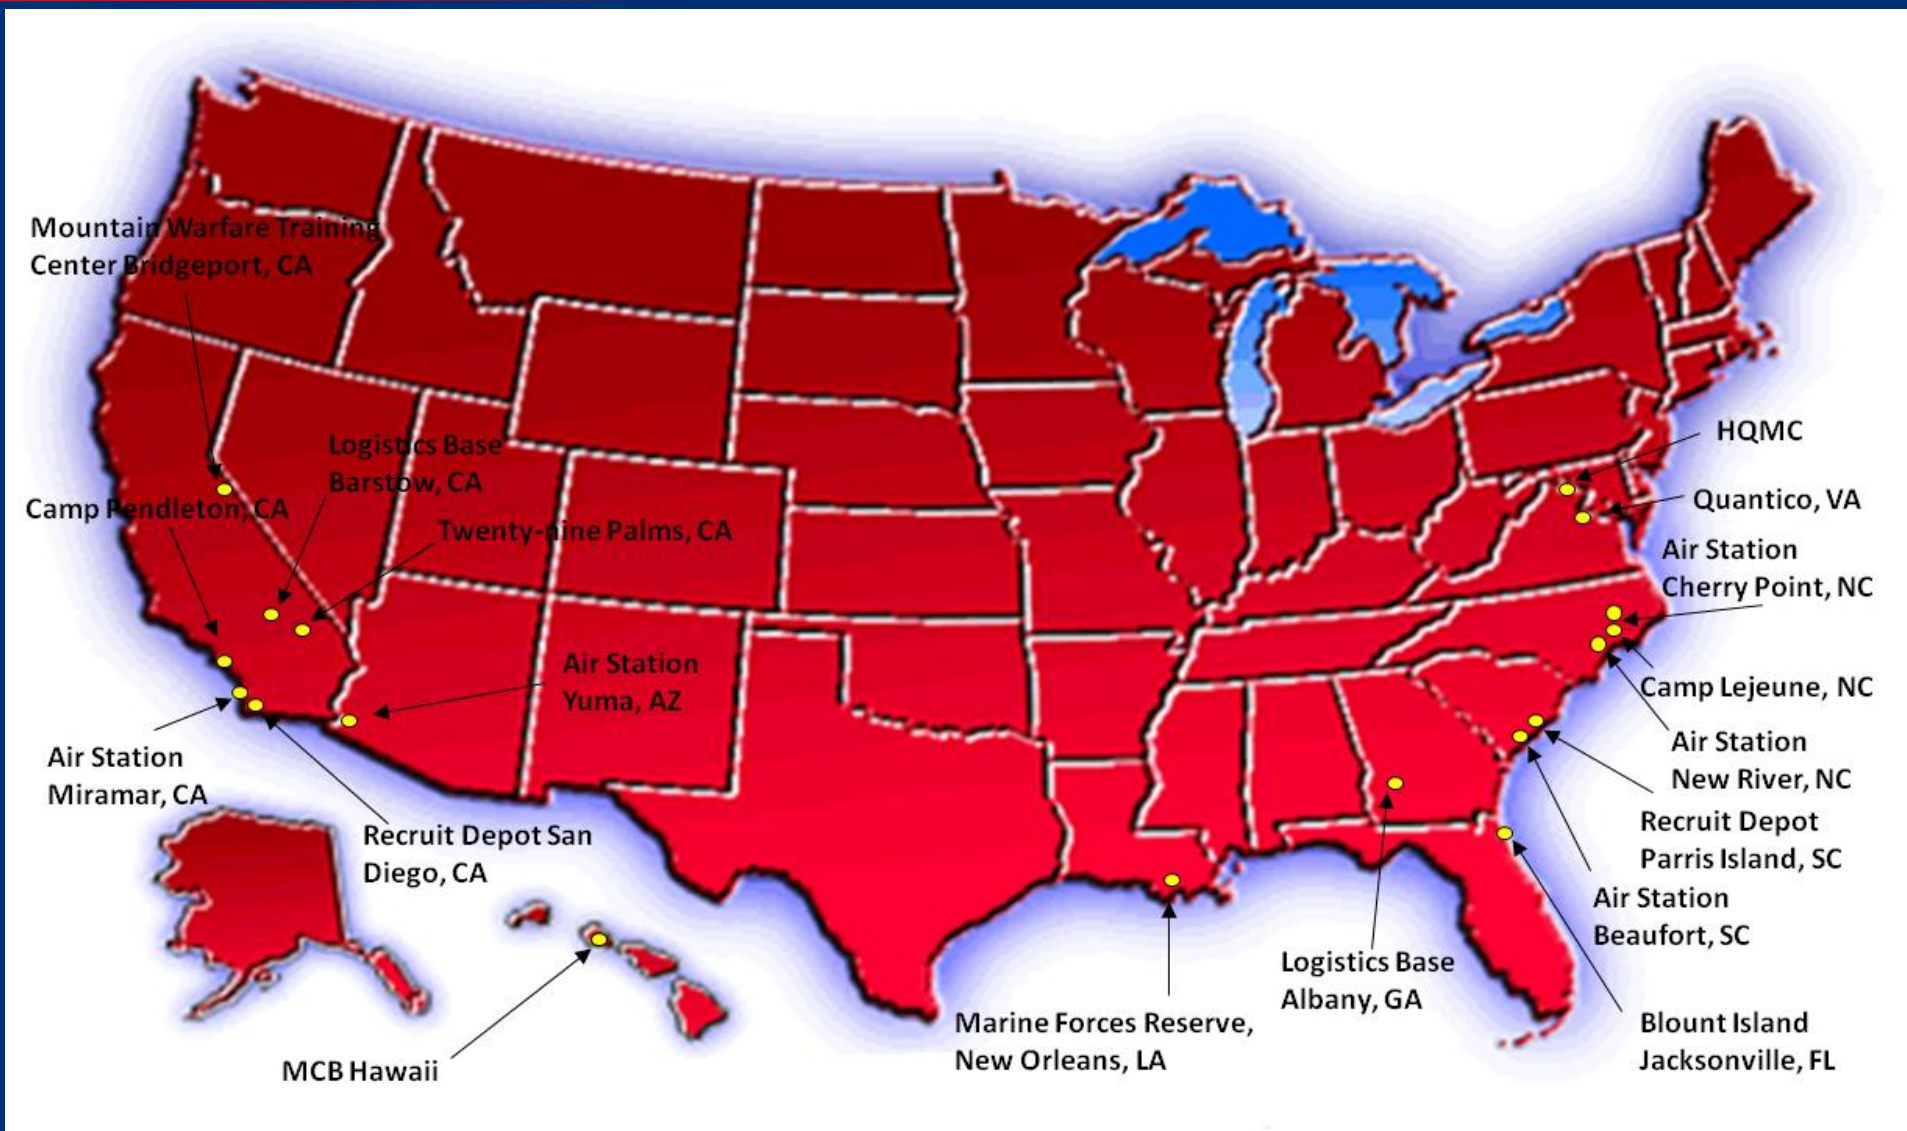 Mountain Warfare Training
Center Bridgeport, CA
Logistics Base
Barstow, CA
Camp Pendleton, CA
Twenty-nine Palms, CA
Air Station
Yuma, AZ
Air Station
Miramar, CA
Recruit Depot San
Diego, CA
MCB Hawaii
Marine Forces Reserve,
New Orleans, LA
Logistics Base
Albany, GA
HQMC
Quantico, VA
Air Station
Cherry Point, NC
Camp Lejeune, NC
Air Station
New River, NC
Recruit Depot
Parris Island, SC
Air Station
Beaufort, SC
Blount Island
Jacksonville, FL